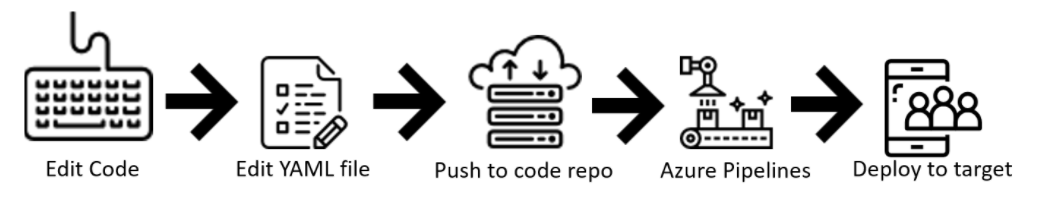 Edit Code
Edit YAML file
Push to code repo
Azure Pipelines
Deploy to target